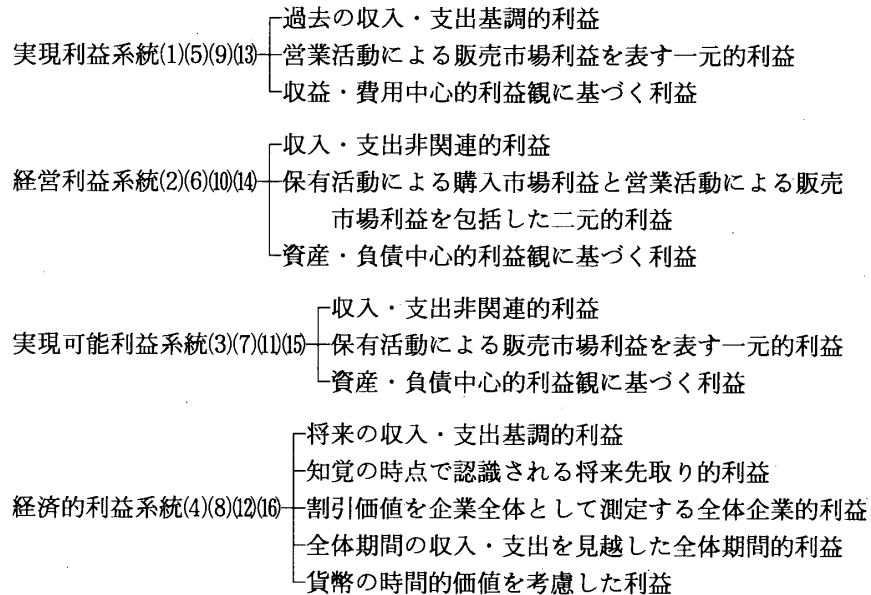 過去の収入・支出基調的利益
実現利益系統(1)(5)(9)(13) 営業活動による販売市場利益を表す一元的利益
収益・費用中心的利益観に基づく利益
収入・支出非関連的利益
経営利益系統(2)(6)(10)(14) 保有活動による購入市場利益と営業活動による販売
市場利益を包括した二元的利益
資産・負債中心的利益観に基づく利益
収入・支出非関連的利益
実現可能利益系統(3)(7)(11)(15) 保有活動による販売市場利益を表す一元的利益
資産・負債中心的利益観に基づく利益
将来の収入・支出基調的利益
知覚の時点で認識される将来先取り的利益
経済的利益系統(4)(8)(12)(16) 割引価値を企業全体として測定する全体企業的利益
全体期間の収入・支出を見越した全体期間的利益
貨幣の時間的価値を考慮した利益